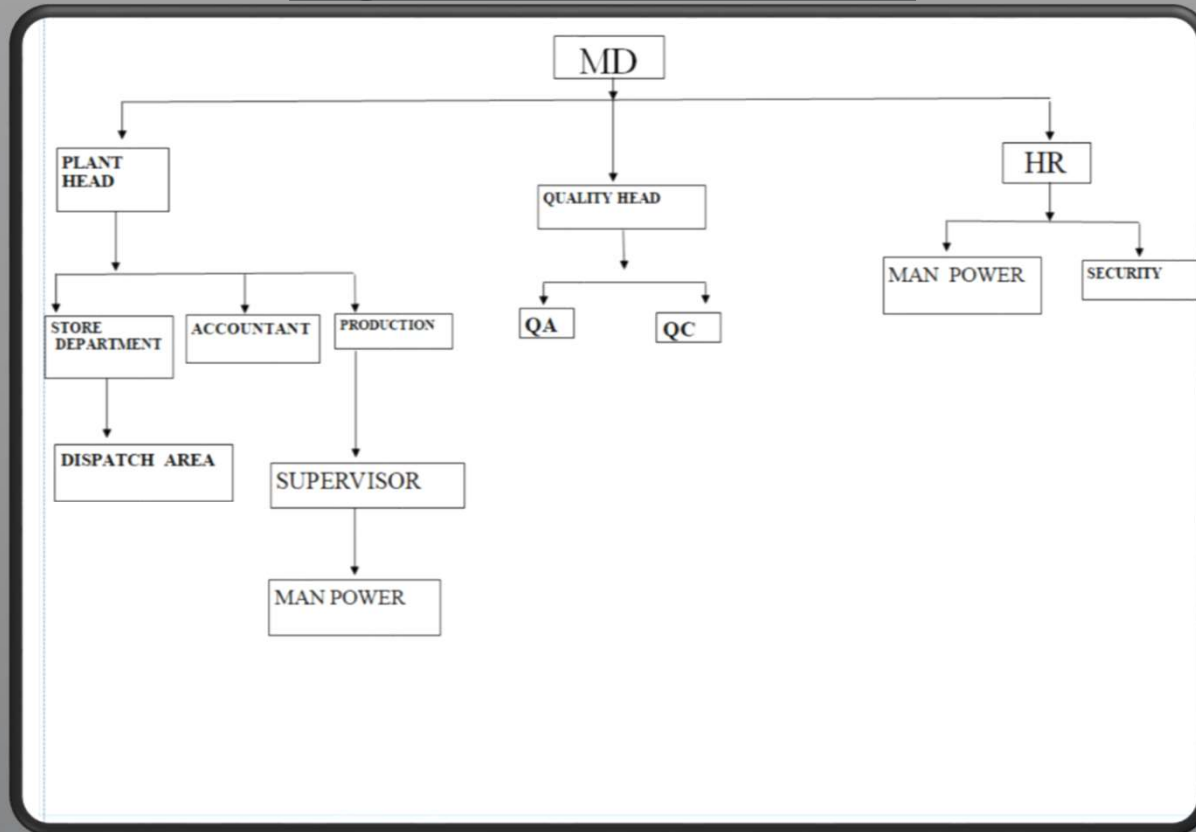 MD
PLANT
HEAD
QUALITY HEAD
HR
MAN POWER
SECURITY
STORE
DEPARTMENT
ACCOUNTANT
PRODUCTION
QA
QC
DISPATCH AREA
SUPERVISOR
MAN POWER